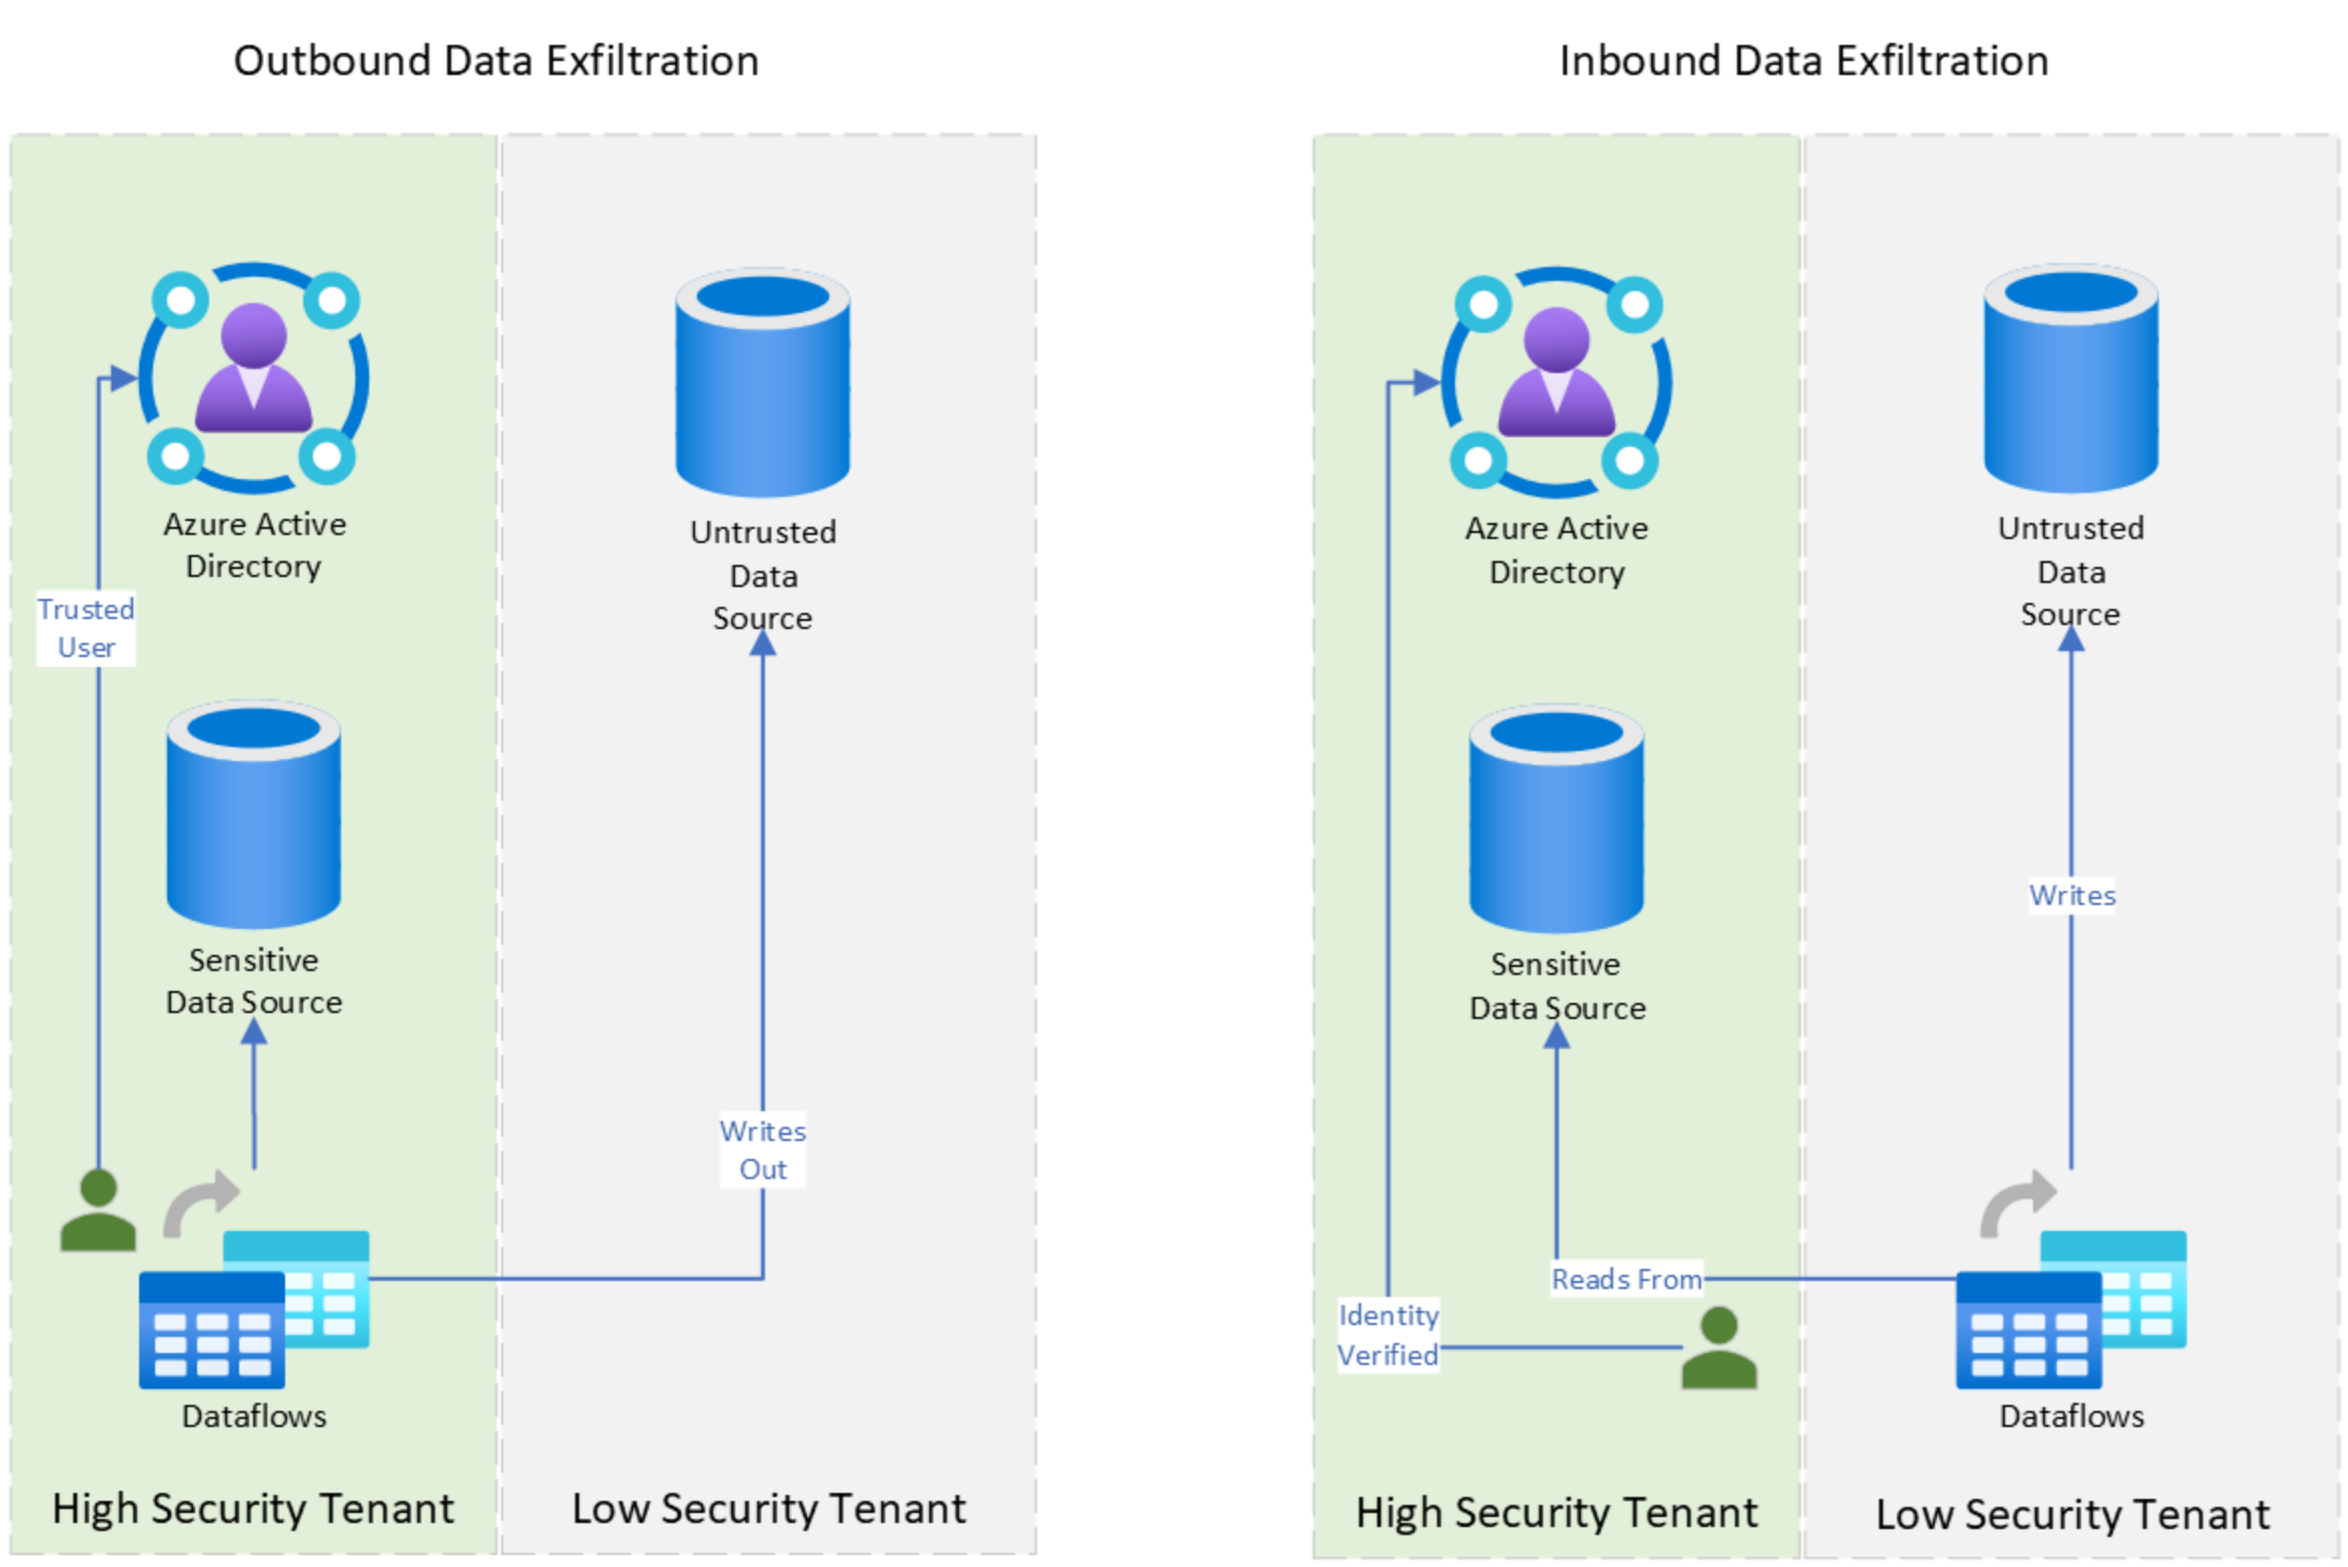 Outbound Data Exfiltration
Azure Active
Directory
Trusted
User
Sensitive
Data Source
Dataflows
High Security Tenant
Untrusted
Data
Source
Writes
Out
Low Security Tenant
Inbound Data Exfiltration
Azure Active
Directory
Sensitive
Data Source
Reads From
Identity
Verified
High Security Tenant
Untrusted
Data
Source
Writes
Dataflows
Low Security Tenant